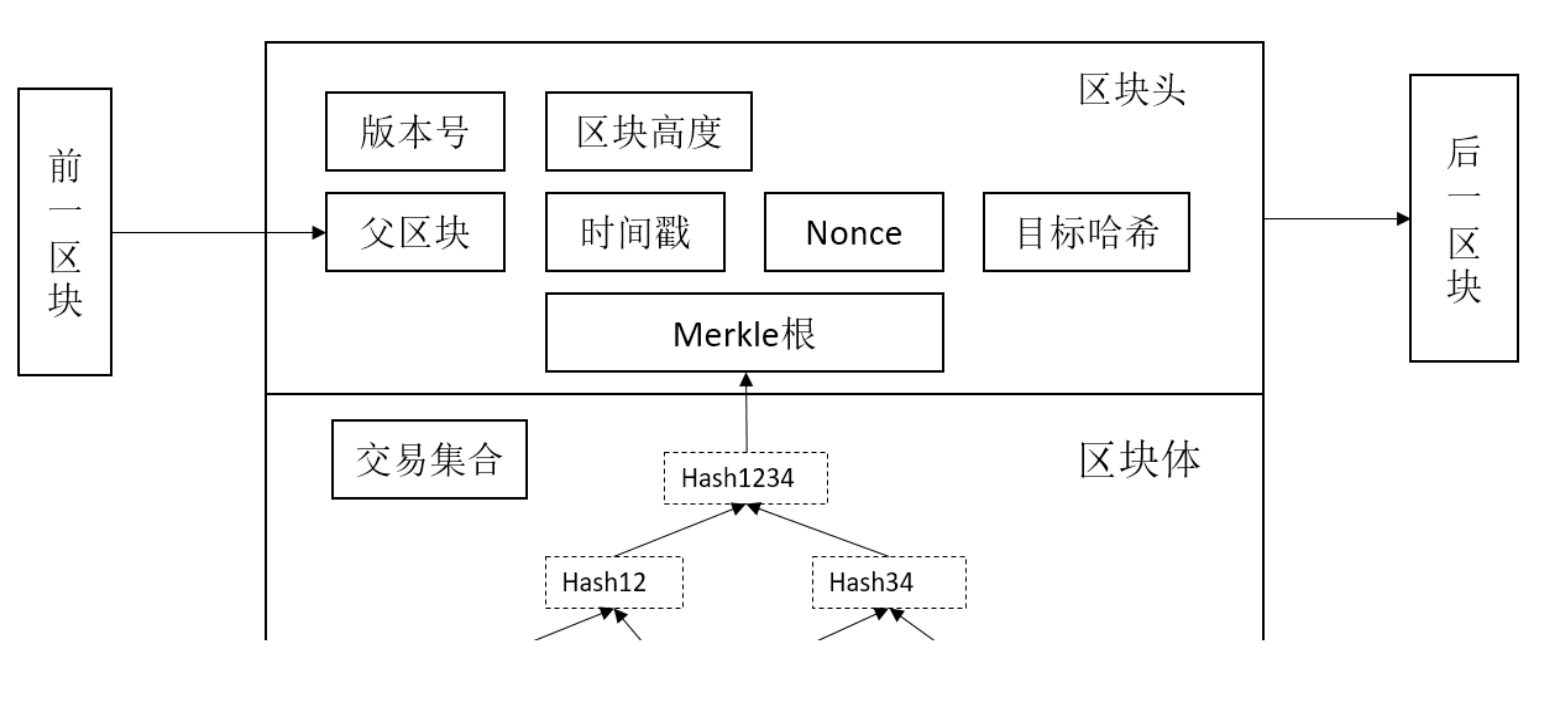 前一区块
区块头
版本号
区块高度
父区块
时间戳
Nonce
目标哈希
Merkle根
后一区块
交易集合
区块体
Hash1234
Hash12
Hash34